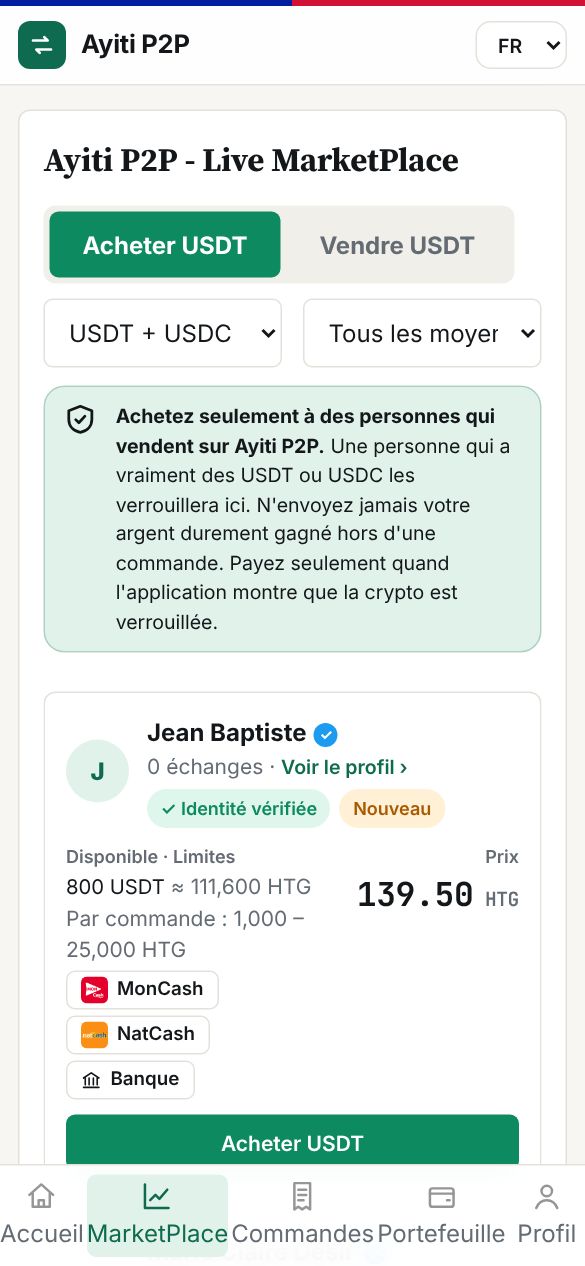 Ayiti P2P
FR
Ayiti P2P - Live MarketPlace
Acheter USDT
Vendre USDT
USDT + USDC
Tous les moyer
Achetez seulement à des personnes qui
vendent sur Ayiti P2P. Une personne qui a
vraiment des USDT ou USDC les
verrouillera ici. N'envoyez jamais votre
argent durement gagné hors d'une
commande. Payez seulement quand
l'application montre que la crypto est
verrouillée.
J
Jean Baptiste
0 échanges · Voir le profil ›
✓ Identité vérifiée
Nouveau
Disponible · Limites
Prix
800 USDT ≈ 111,600 HTG
139.50 HTG
Par commande : 1,000 –
25,000 HTG
MonCash
NatCash
Banque
Acheter USDT
Accueil
MarketPlace
Commandes
Portefeuille
Profil